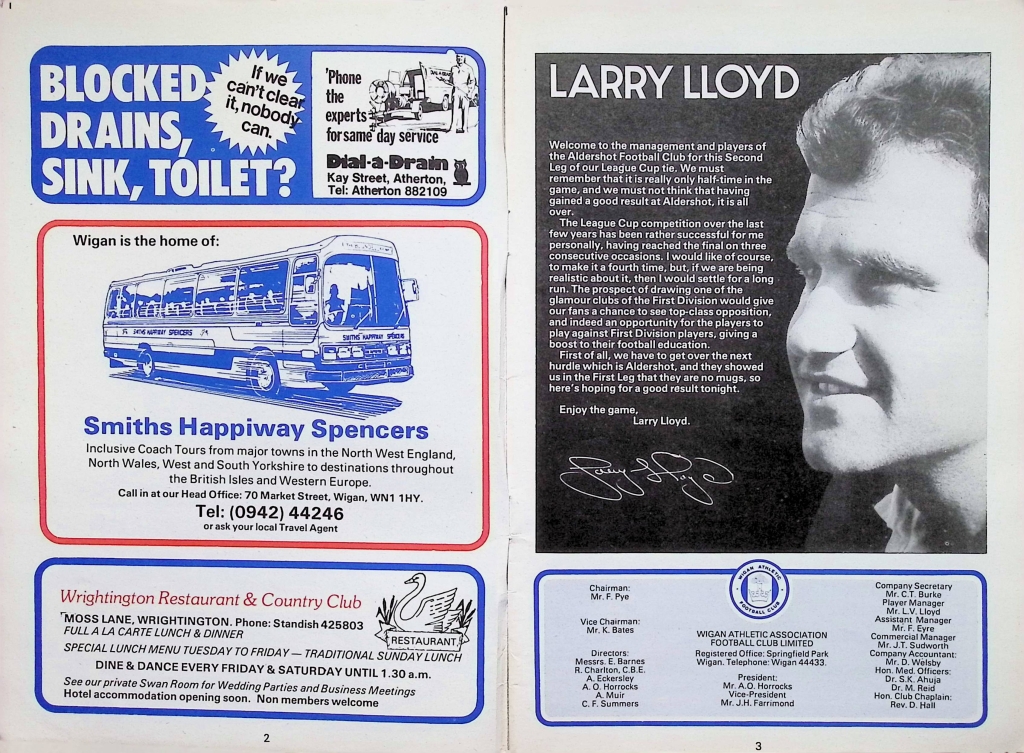 BLOCKED
DRAINS,
SINK, TOILET?
If we
can't clear
it, nobody
can.
'Phone
the
experts
for same day service
Dial-a-Drain
Kay Street, Atherton,
Tel: Atherton 882109
Wigan is the home of:
SMITHS HAPPIWAY SPENCERS
SMITHS HAPPIWAY SPENCERS
Smiths Happiway Spencers
Inclusive Coach Tours from major towns in the North West England,
North Wales, West and South Yorkshire to destinations throughout
the British Isles and Western Europe.
Call in at our Head Office: 70 Market Street, Wigan, WN1 1HY.
Tel: (0942) 44246
or ask your local Travel Agent
Wrightington Restaurant & Country Club
MOSS LANE, WRIGHTINGTON. Phone: Standish 425803
FULL A LA CARTE LUNCH & DINNER
RESTAURANT
SPECIAL LUNCH MENU TUESDAY TO FRIDAY — TRADITIONAL SUNDAY LUNCH
DINE & DANCE EVERY FRIDAY & SATURDAY UNTIL 1.30 a.m.
See our private Swan Room for Wedding Parties and Business Meetings
Hotel accommodation opening soon. Non members welcome
2
LARRY LLOYD
Welcome to the management and players of
the Aldershot Football Club for this Second
Leg of our League Cup tie. We must
remember that it is really only half-time in the
game, and we must not think that having
gained a good result at Aldershot, it is all
over.
The League Cup competition over the last
few years has been rather successful for me
personally, having reached the final on three
consecutive occasions. I would like of course,
to make it a fourth time, but, if we are being
realistic about it, then I would settle for a long
run. The prospect of drawing one of the
glamour clubs of the First Division would give
our fans a chance to see top-class opposition,
and indeed an opportunity for the players to
play against First Division players, giving a
boost to their football education.
First of all, we have to get over the next
hurdle which is Aldershot, and they showed
us in the First Leg that they are no mugs, so
here's hoping for a good result tonight.
Enjoy the game,
Larry Lloyd.
Larry Lloyd
Chairman:
Mr. F. Pye
Vice Chairman:
Mr. K. Bates
Directors:
Messrs. E. Barnes
R. Charlton, C.B.E.
A. Eckersley
A. O. Horrocks
A. Muir
C. F. Summers
WIGAN ATHLETIC
FOOTBALL CLUB
WIGAN ATHLETIC ASSOCIATION
FOOTBALL CLUB LIMITED
Registered Office: Springfield Park
Wigan. Telephone: Wigan 44433.
President:
Mr. A.O. Horrocks
Vice-President
Mr. J.H. Farrimond
Company Secretary
Mr. C.T. Burke
Player Manager
Mr. L.V. Lloyd
Assistant Manager
Mr. F. Eyre
Commercial Manager
Mr. J.T. Sudworth
Company Accountant:
Mr. D. Welsby
Hon. Med. Officers:
Dr. S.K. Ahuja
Dr. M. Reid
Hon. Club Chaplain:
Rev. D. Hall
3